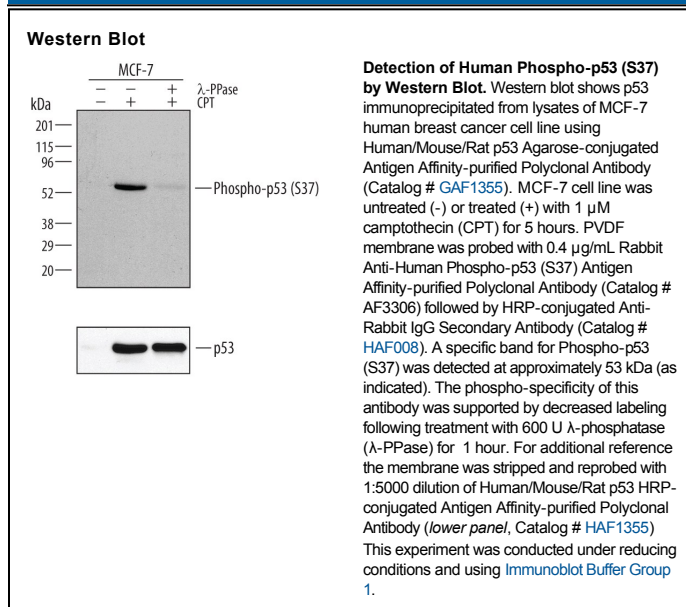 Western Blot
MCF-7
− − + λ-PPase
− + + CPT
kDa
201
115
96
52
38
29
20
Phospho-p53 (S37)
p53
Detection of Human Phospho-p53 (S37)
by Western Blot. Western blot shows p53
immunoprecipitated from lysates of MCF-7
human breast cancer cell line using
Human/Mouse/Rat p53 Agarose-conjugated
Antigen Affinity-purified Polyclonal Antibody
(Catalog # GAF1355). MCF-7 cell line was
untreated (-) or treated (+) with 1 µM
camptothecin (CPT) for 5 hours. PVDF
membrane was probed with 0.4 µg/mL Rabbit
Anti-Human Phospho-p53 (S37) Antigen
Affinity-purified Polyclonal Antibody (Catalog #
AF3306) followed by HRP-conjugated Anti-
Rabbit IgG Secondary Antibody (Catalog #
HAF008). A specific band for Phospho-p53
(S37) was detected at approximately 53 kDa (as
indicated). The phospho-specificity of this
antibody was supported by decreased labeling
following treatment with 600 U λ-phosphatase
(λ-PPase) for 1 hour. For additional reference
the membrane was stripped and reprobed with
1:5000 dilution of Human/Mouse/Rat p53 HRP-
conjugated Antigen Affinity-purified Polyclonal
Antibody (lower panel, Catalog # HAF1355)
This experiment was conducted under reducing
conditions and using Immunoblot Buffer Group
1.